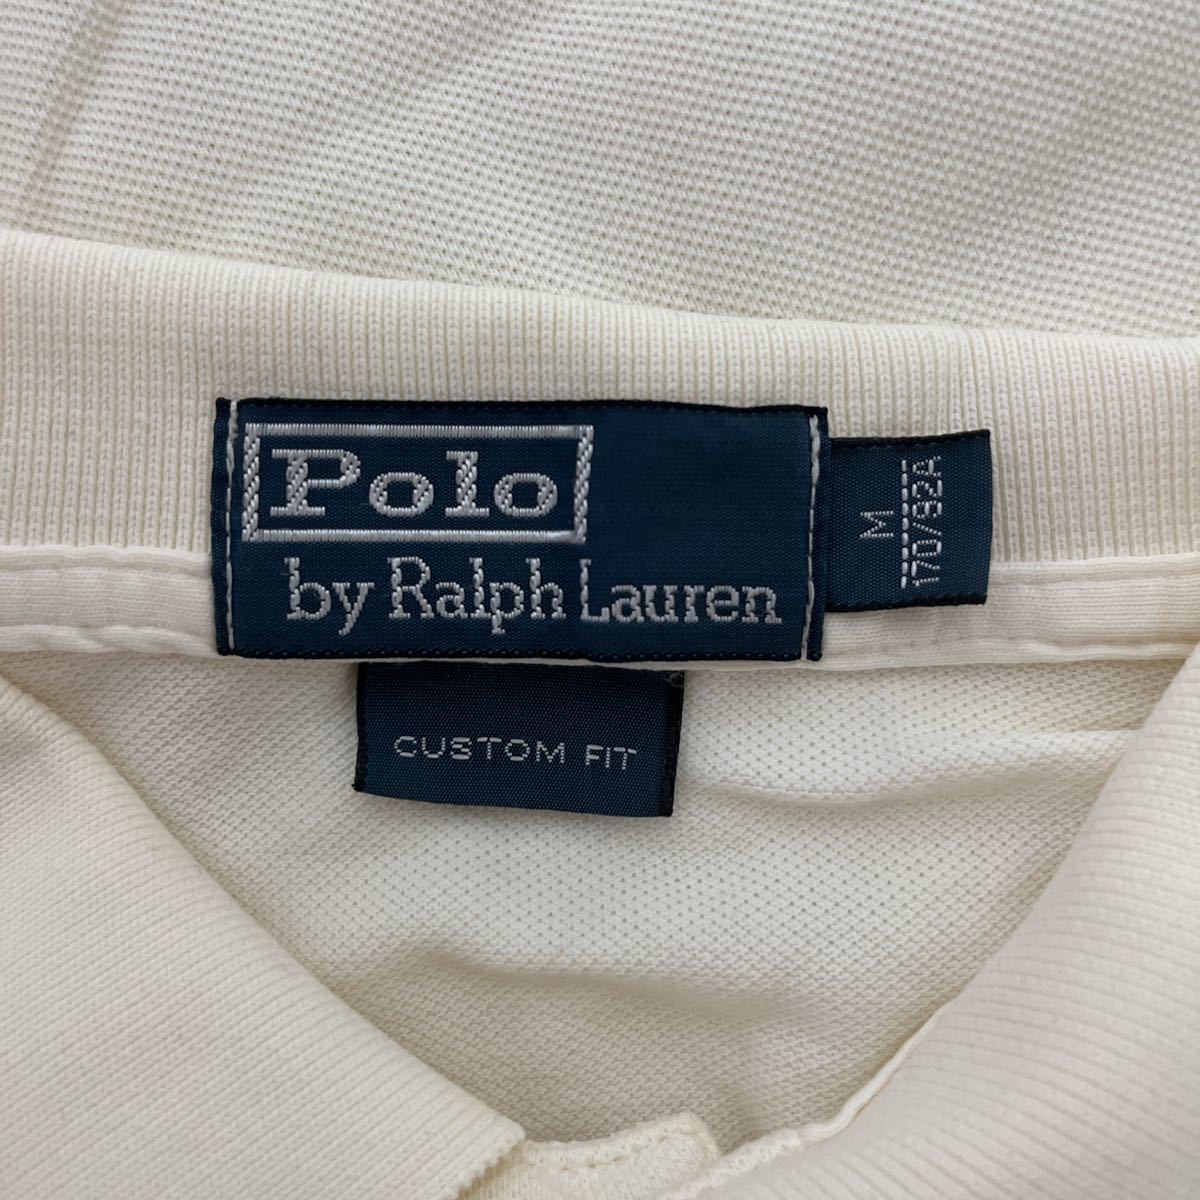 Polo
by Ralph Lauren
M
170/92A
CUSTOM FIT